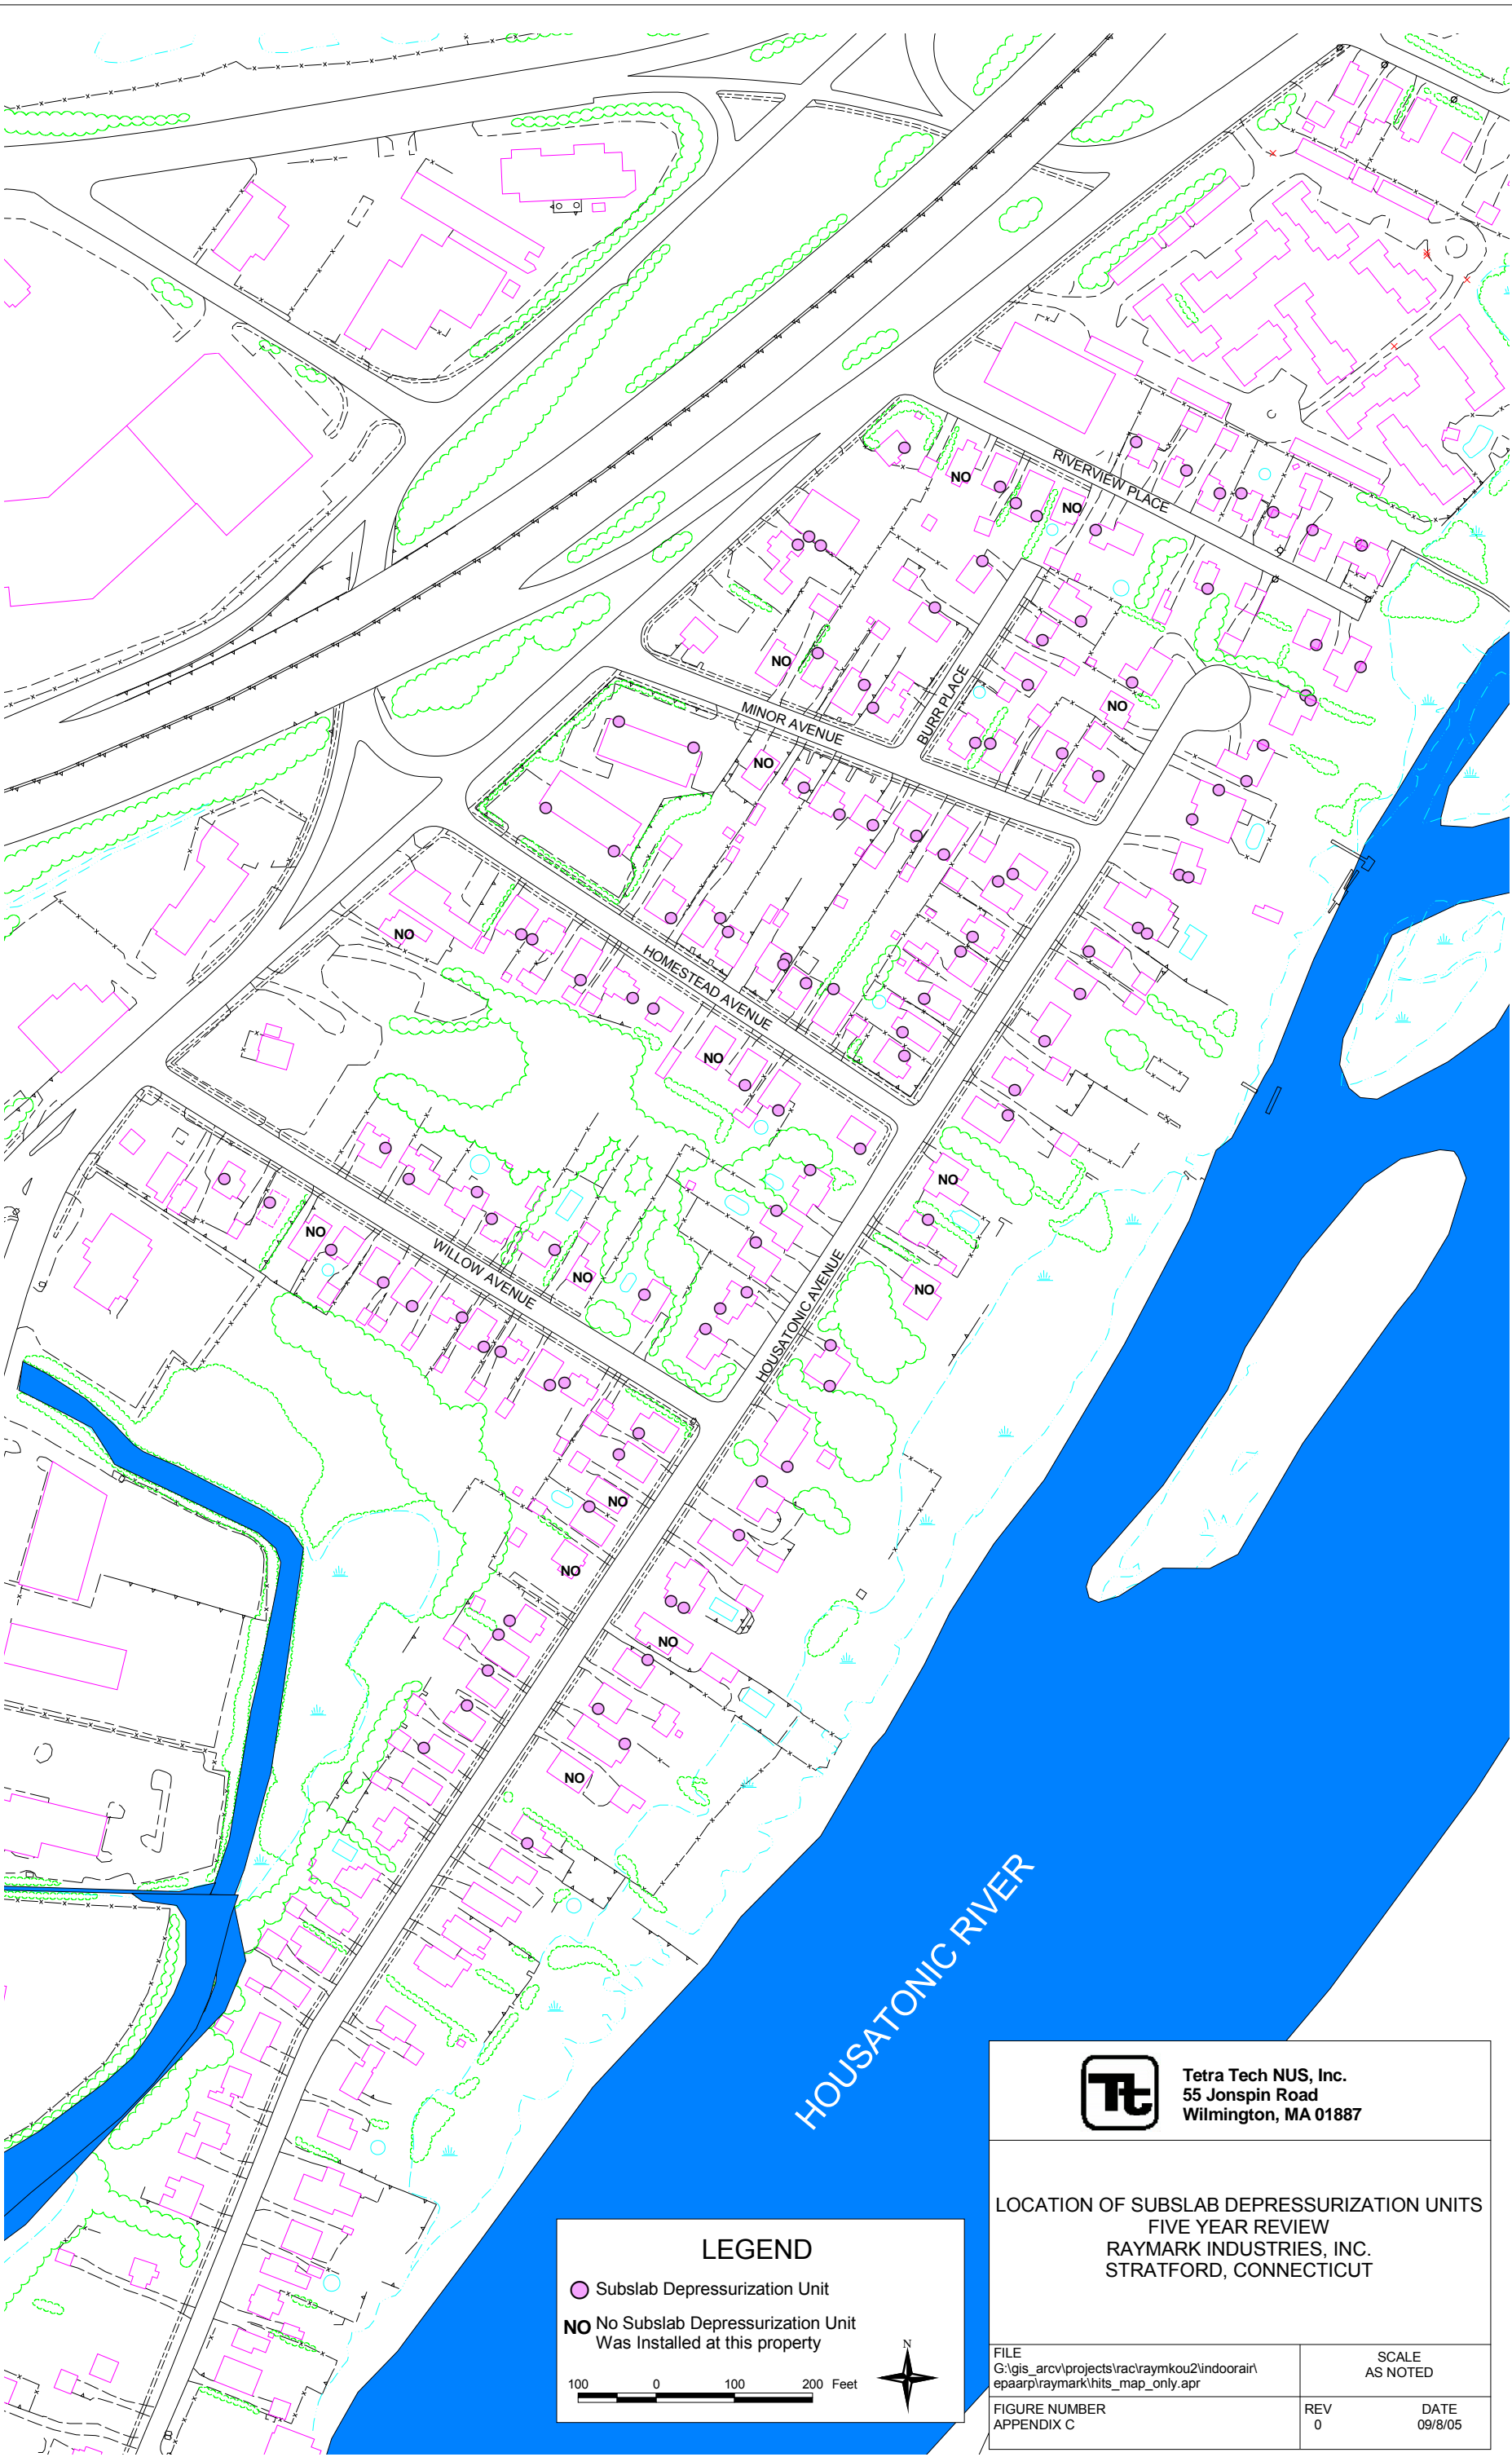 RIVERVIEW PLACE
NO
NO
NO
BURR PLACE
NO
MINOR AVENUE
NO
NO
HOMESTEAD AVENUE
NO
NO
NO
WILLOW AVENUE
NO
HOUSATONIC AVENUE
NO
NO
NO
NO
NO
HOUSATONIC RIVER
Tt
Tetra Tech NUS, Inc.
55 Jonspin Road
Wilmington, MA 01887
LOCATION OF SUBSLAB DEPRESSURIZATION UNITS
FIVE YEAR REVIEW
RAYMARK INDUSTRIES, INC.
STRATFORD, CONNECTICUT
LEGEND
Subslab Depressurization Unit
NO No Subslab Depressurization Unit
Was Installed at this property
N
100 0 100 200 Feet
FILE
G:\gis_arcv\projects\rac\raymkou2\indoorair\
epaarp\raymark\hits_map_only.apr
SCALE
AS NOTED
FIGURE NUMBER
APPENDIX C
REV
0
DATE
09/8/05